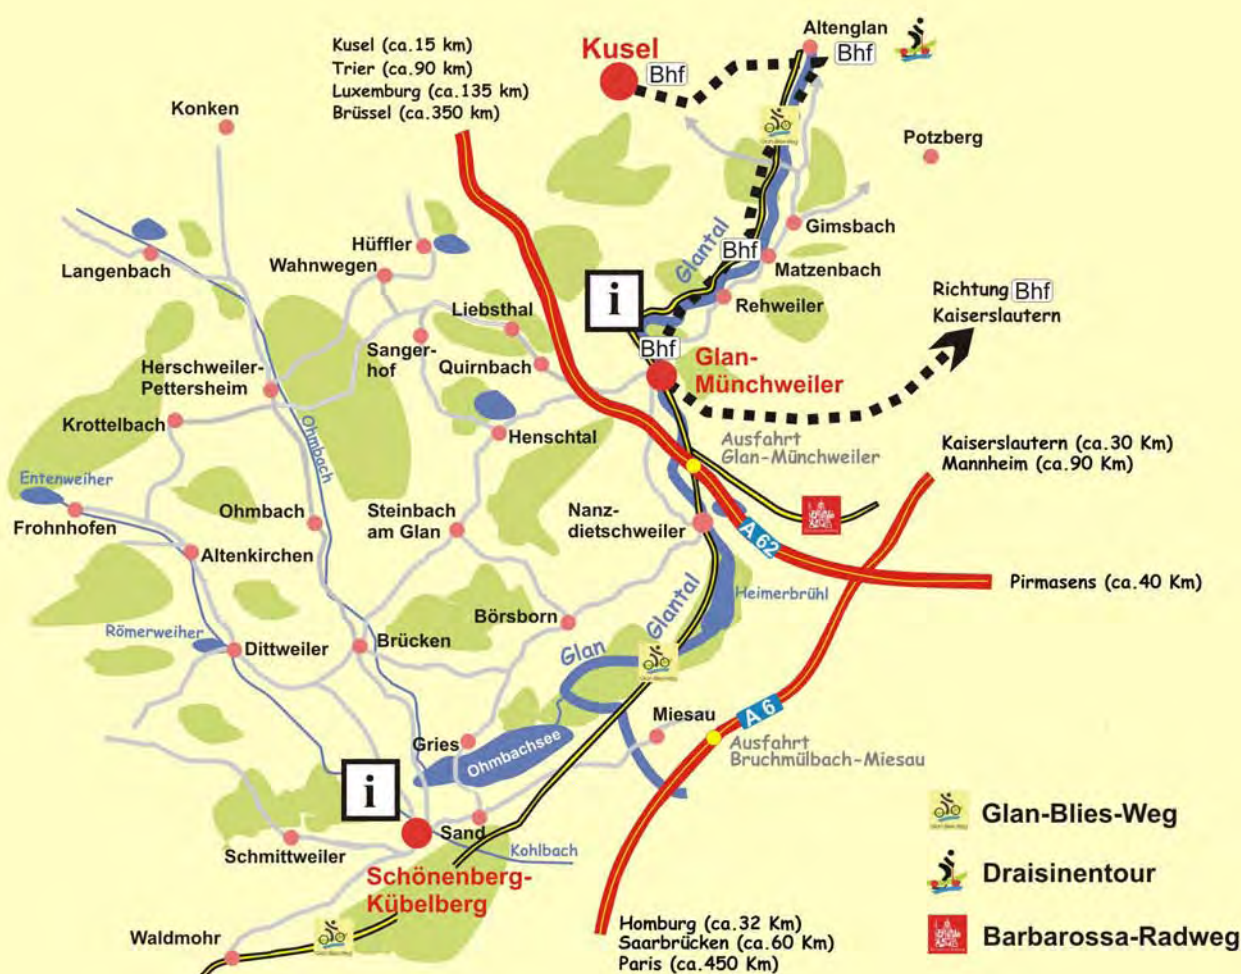 Altenglan
Bhf
Kusel
Bhf
Kusel (ca.15 km)
Trier (ca.90 km)
Luxemburg (ca.135 km)
Brüssel (ca.350 km)
Konken
Potzberg
Gimsbach
Glantal
Hüffler
Langenbach
Wahnwegen
Bhf
Matzenbach
i
Rehweiler
Richtung Bhf
Kaiserslautern
Liebsthal
Sanger-
hof
Quirnbach
Bhf
Glan-
Münchweiler
Herschweiler-
Pettersheim
Krottelbach
Ohmbach
Henschtal
Ausfahrt
Glan-Münchweiler
Kaiserslautern (ca.30 Km)
Mannheim (ca.90 Km)
Entenweiher
Frohnhofen
Ohmbach
Steinbach
am Glan
Nanz-
dietschweiler
A 62
Altenkirchen
Pirmasens (ca.40 Km)
Heimerbrühl
Glantal
Börsborn
Römerweiher
Dittweiler
Brücken
Glan
Miesau
A 6
Gries
Ohmbachsee
Ausfahrt
Bruchmülbach-Miesau
i
Sand
Schmittweiler
Kohlbach
Schönenberg-
Kübelberg
Waldmohr
Homburg (ca.32 Km)
Saarbrücken (ca.60 Km)
Paris (ca.450 Km)
Glan-Blies-Weg
Draisinentour
Barbarossa-Radweg